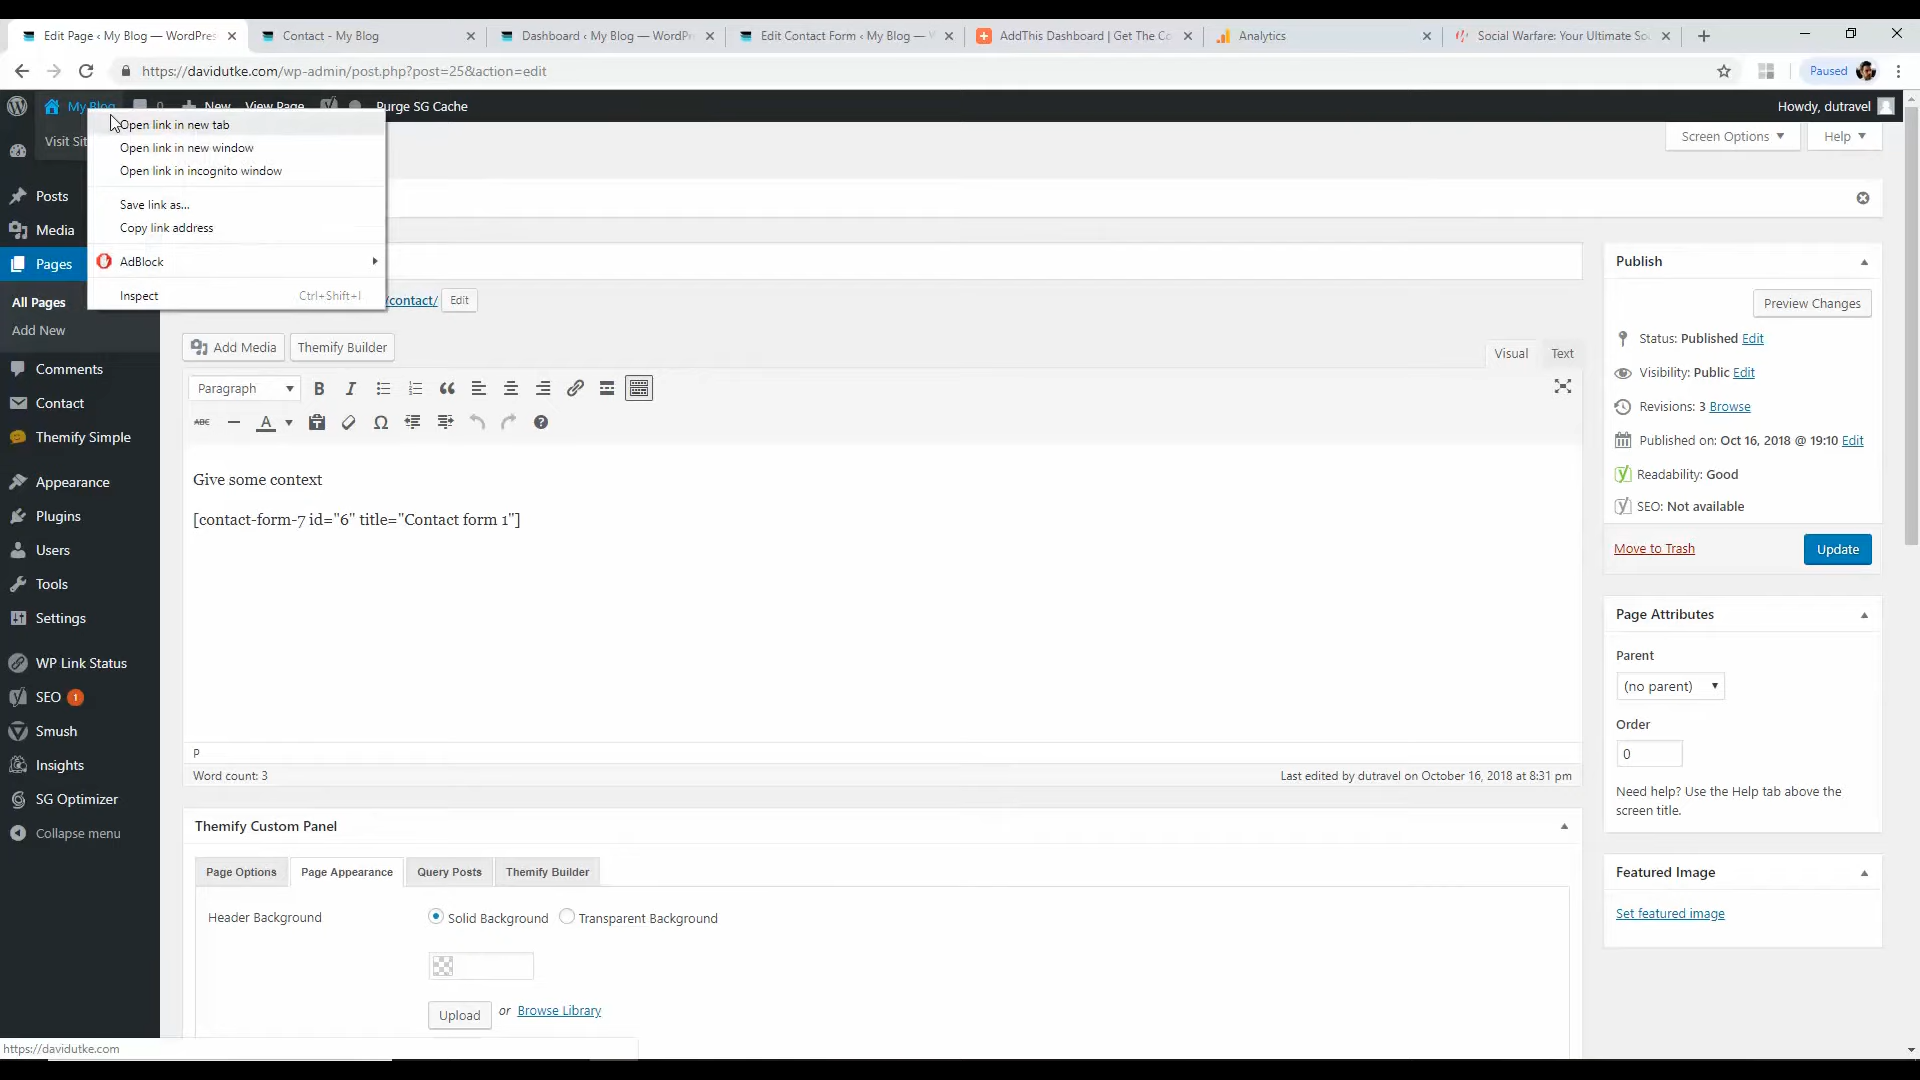 Edit Page ‹ My Blog — WordPres
Contact - My Blog
Dashboard ‹ My Blog — WordPr
Edit Contact Form ‹ My Blog — W
AddThis Dashboard | Get The Co
Analytics
Social Warfare: Your Ultimate So
https://davidutke.com/wp-admin/post.php?post=25&action=edit
Paused
My Blog
0
New
View Page
Purge SG Cache
Howdy, dutravel
Visit Sit
Open link in new tab
Open link in new window
Open link in incognito window
Save link as...
Copy link address
AdBlock
Inspect
Ctrl+Shift+I
Screen Options
Help
Posts
Media
Pages
All Pages
Add New
Comments
Contact
Themify Simple
Appearance
Plugins
Users
Tools
Settings
WP Link Status
SEO 1
Smush
Insights
SG Optimizer
Collapse menu
/contact/
Edit
Add Media
Themify Builder
Visual
Text
Paragraph
B
I
ABC
A
Ω
Give some context
[contact-form-7 id="6" title="Contact form 1"]
P
Word count: 3
Last edited by dutravel on October 16, 2018 at 8:31 pm
Themify Custom Panel
Page Options
Page Appearance
Query Posts
Themify Builder
Header Background
Solid Background
Transparent Background
Upload
or
Browse Library
Publish
Preview Changes
Status: Published Edit
Visibility: Public Edit
Revisions: 3 Browse
Published on: Oct 16, 2018 @ 19:10 Edit
Readability: Good
SEO: Not available
Move to Trash
Update
Page Attributes
Parent
(no parent)
Order
0
Need help? Use the Help tab above the
screen title.
Featured Image
Set featured image
https://davidutke.com